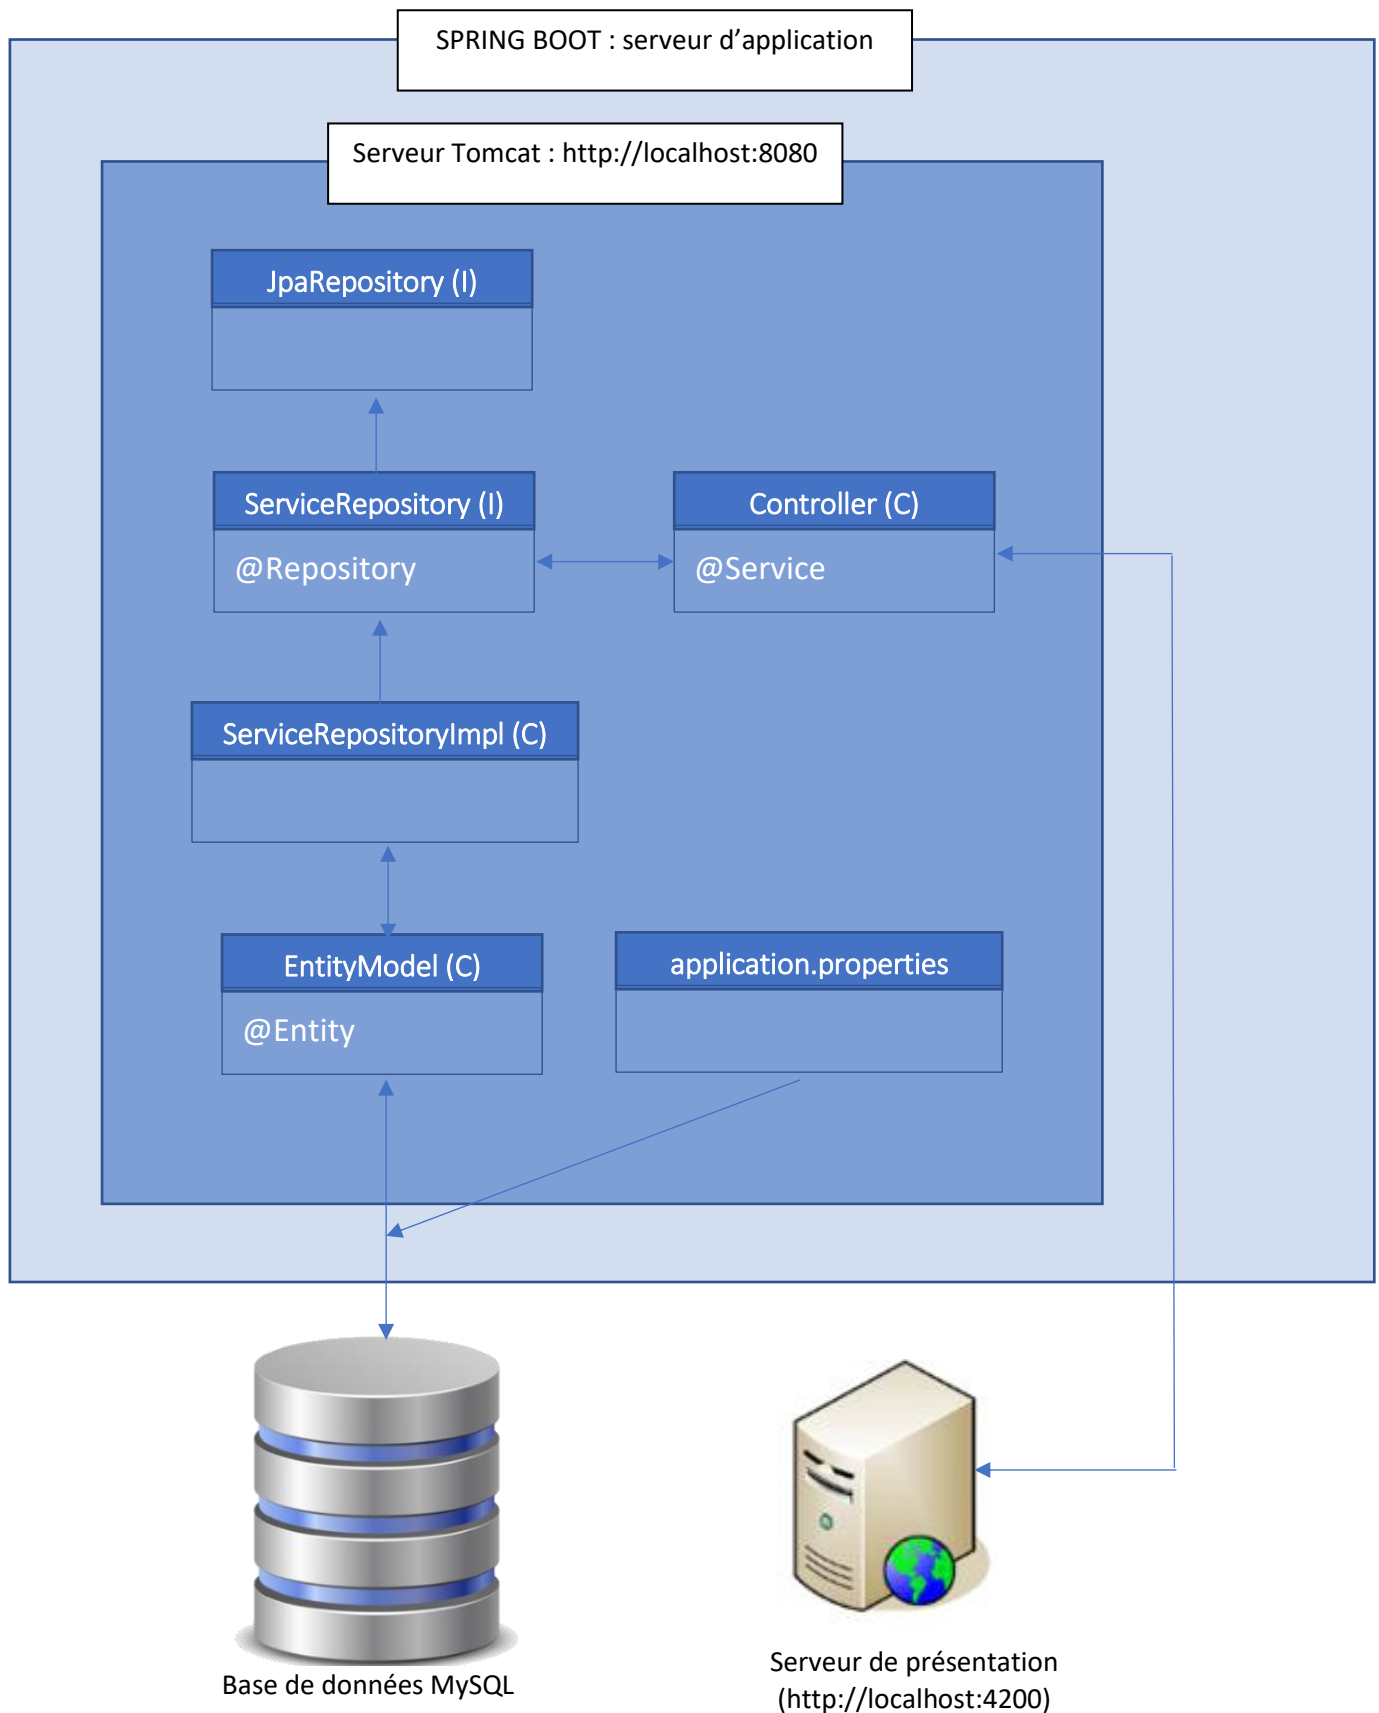 SPRING BOOT : serveur d’application
Serveur Tomcat : http://localhost:8080
JpaRepository (I)
ServiceRepository (I)
@Repository
Controller (C)
@Service
ServiceRepositoryImpl (C)
EntityModel (C)
@Entity
application.properties
Base de données MySQL
Serveur de présentation
(http://localhost:4200)